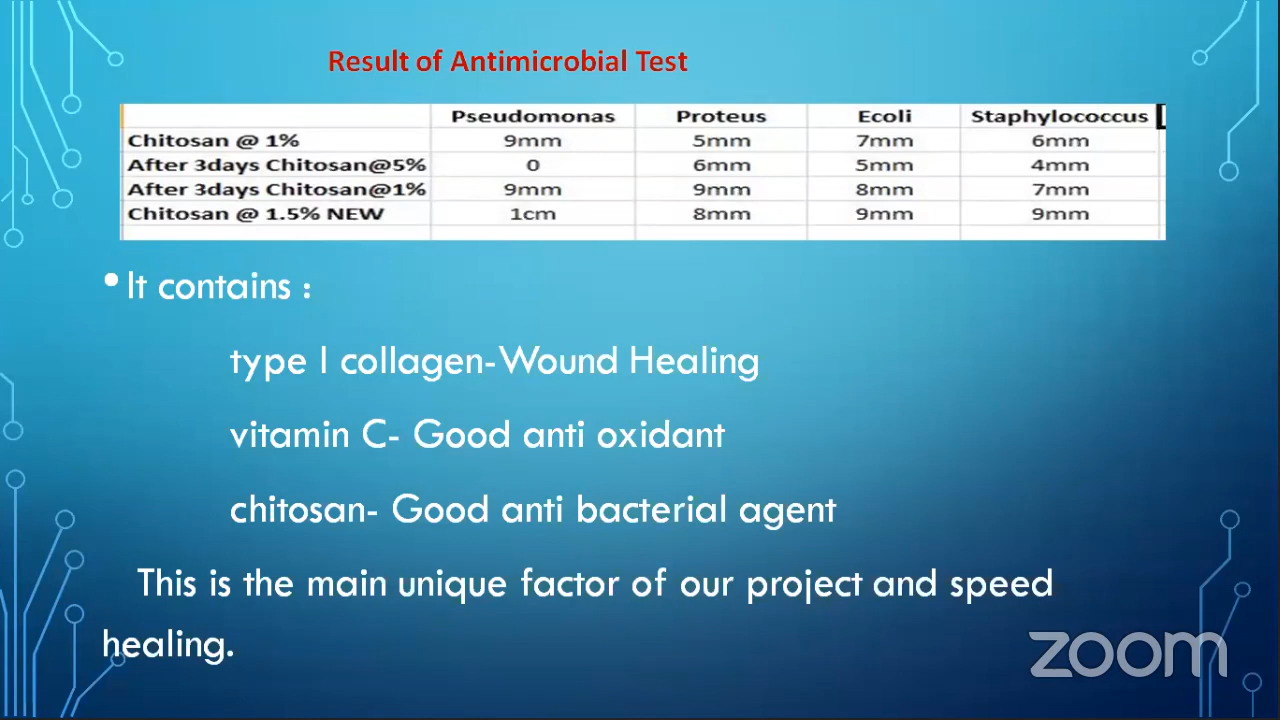 Result of Antimicrobial Test
Pseudomonas Proteus Ecoli Staphylococcus
Chitosan @ 1% 9mm 5mm 7mm 6mm
After 3days Chitosan@5% 0 6mm 5mm 4mm
After 3days Chitosan@1% 9mm 9mm 8mm 7mm
Chitosan @ 1.5% NEW 1cm 8mm 9mm 9mm
•It contains :
type I collagen-Wound Healing
vitamin C- Good anti oxidant
chitosan- Good anti bacterial agent
This is the main unique factor of our project and speed
healing.
zoom